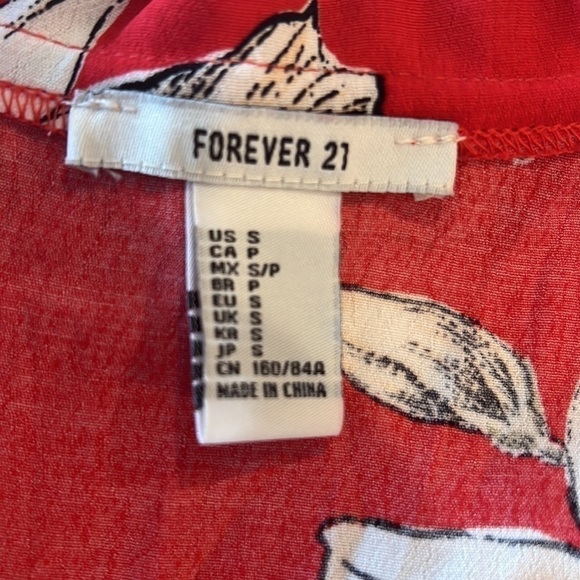 FOREVER 21
US S
CA P
MX S/P
BR P
EU S
UK S
KR S
JP S
CN 160/84A
MADE IN CHINA